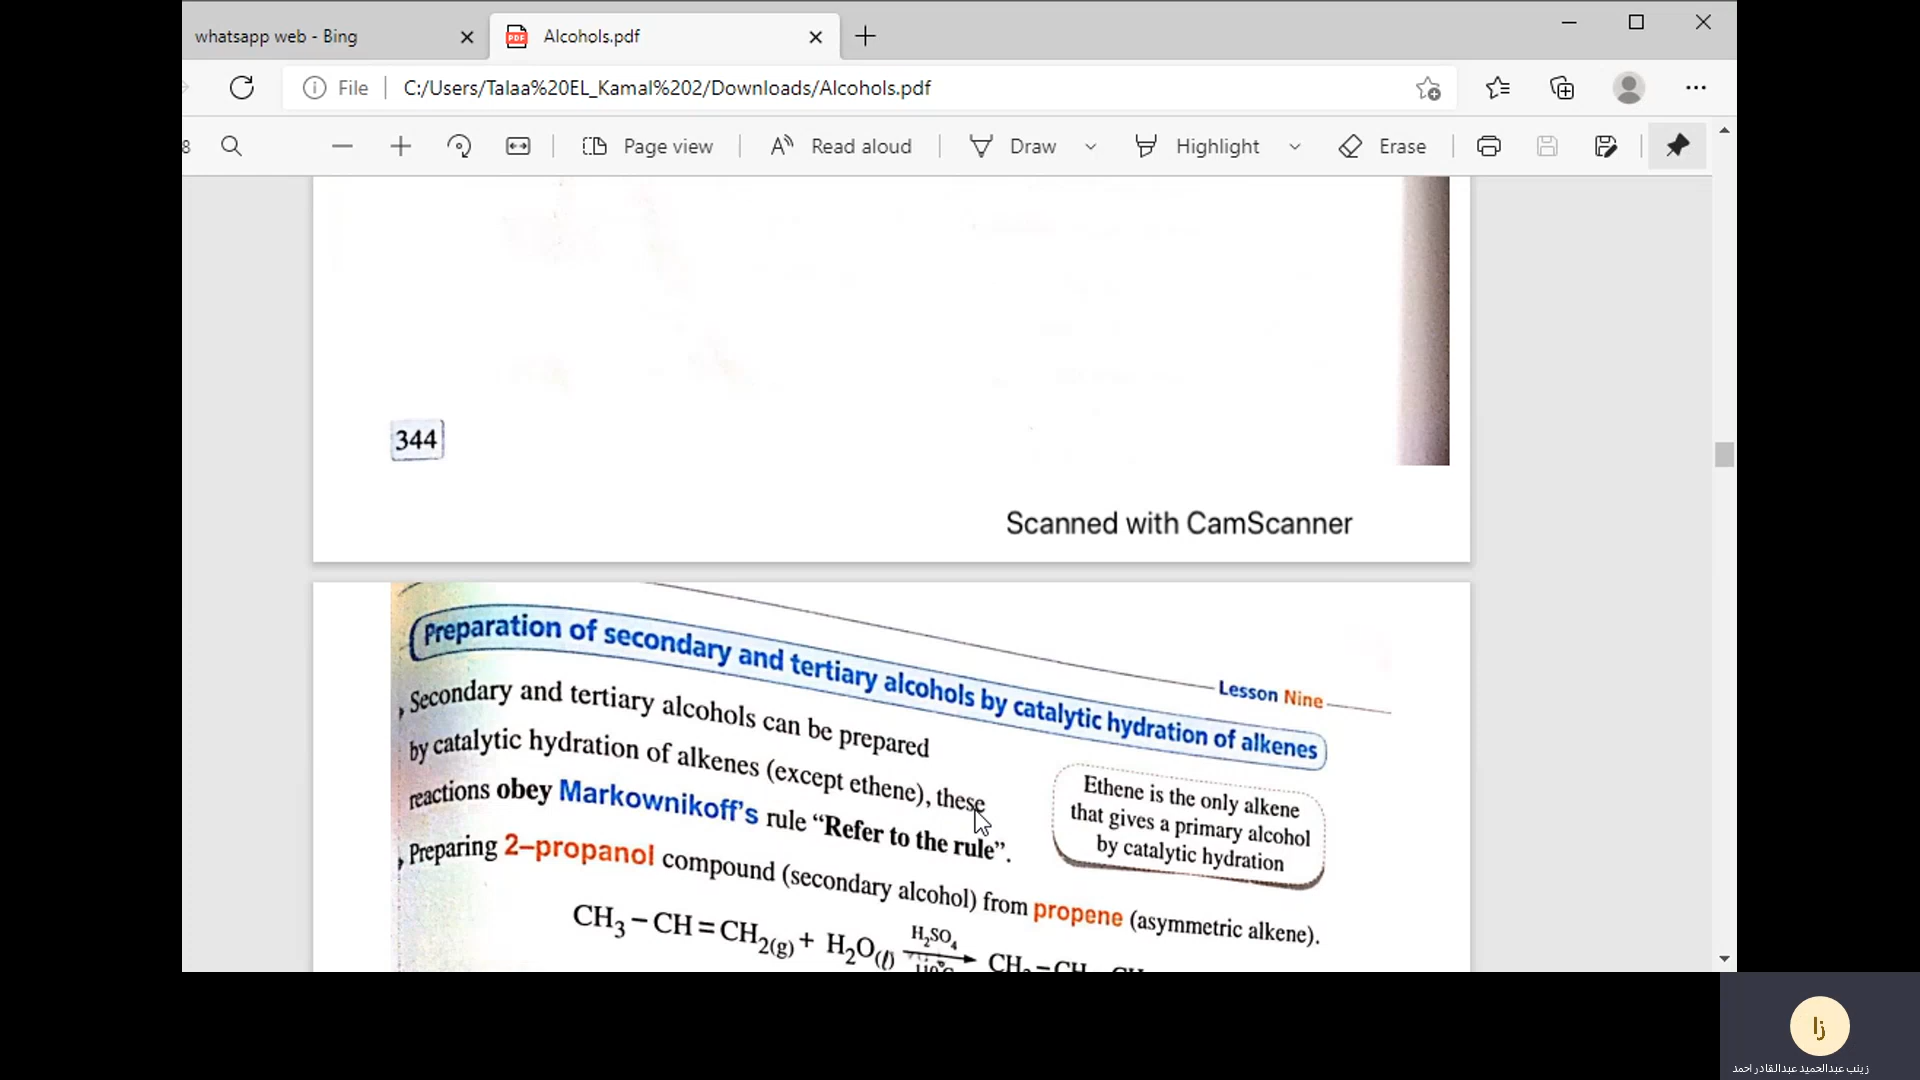 whatsapp web - Bing
Alcohols.pdf
File
C:/Users/Talaa%20EL_Kamal%202/Downloads/Alcohols.pdf
8
Page view
Read aloud
Draw
Highlight
Erase
344
Scanned with CamScanner
Lesson Nine
Preparation of secondary and tertiary alcohols by catalytic hydration of alkenes
Secondary and tertiary alcohols can be prepared
by catalytic hydration of alkenes (except ethene), these
reactions obey Markownikoff's rule “Refer to the rule”.
Ethene is the only alkene
that gives a primary alcohol
by catalytic hydration
Preparing 2–propanol compound (secondary alcohol) from propene (asymmetric alkene).
CH₃ – CH = CH₂(g) + H₂O(ℓ) H₂SO₄
زا
زينب عبدالحميد عبدالقادر احمد